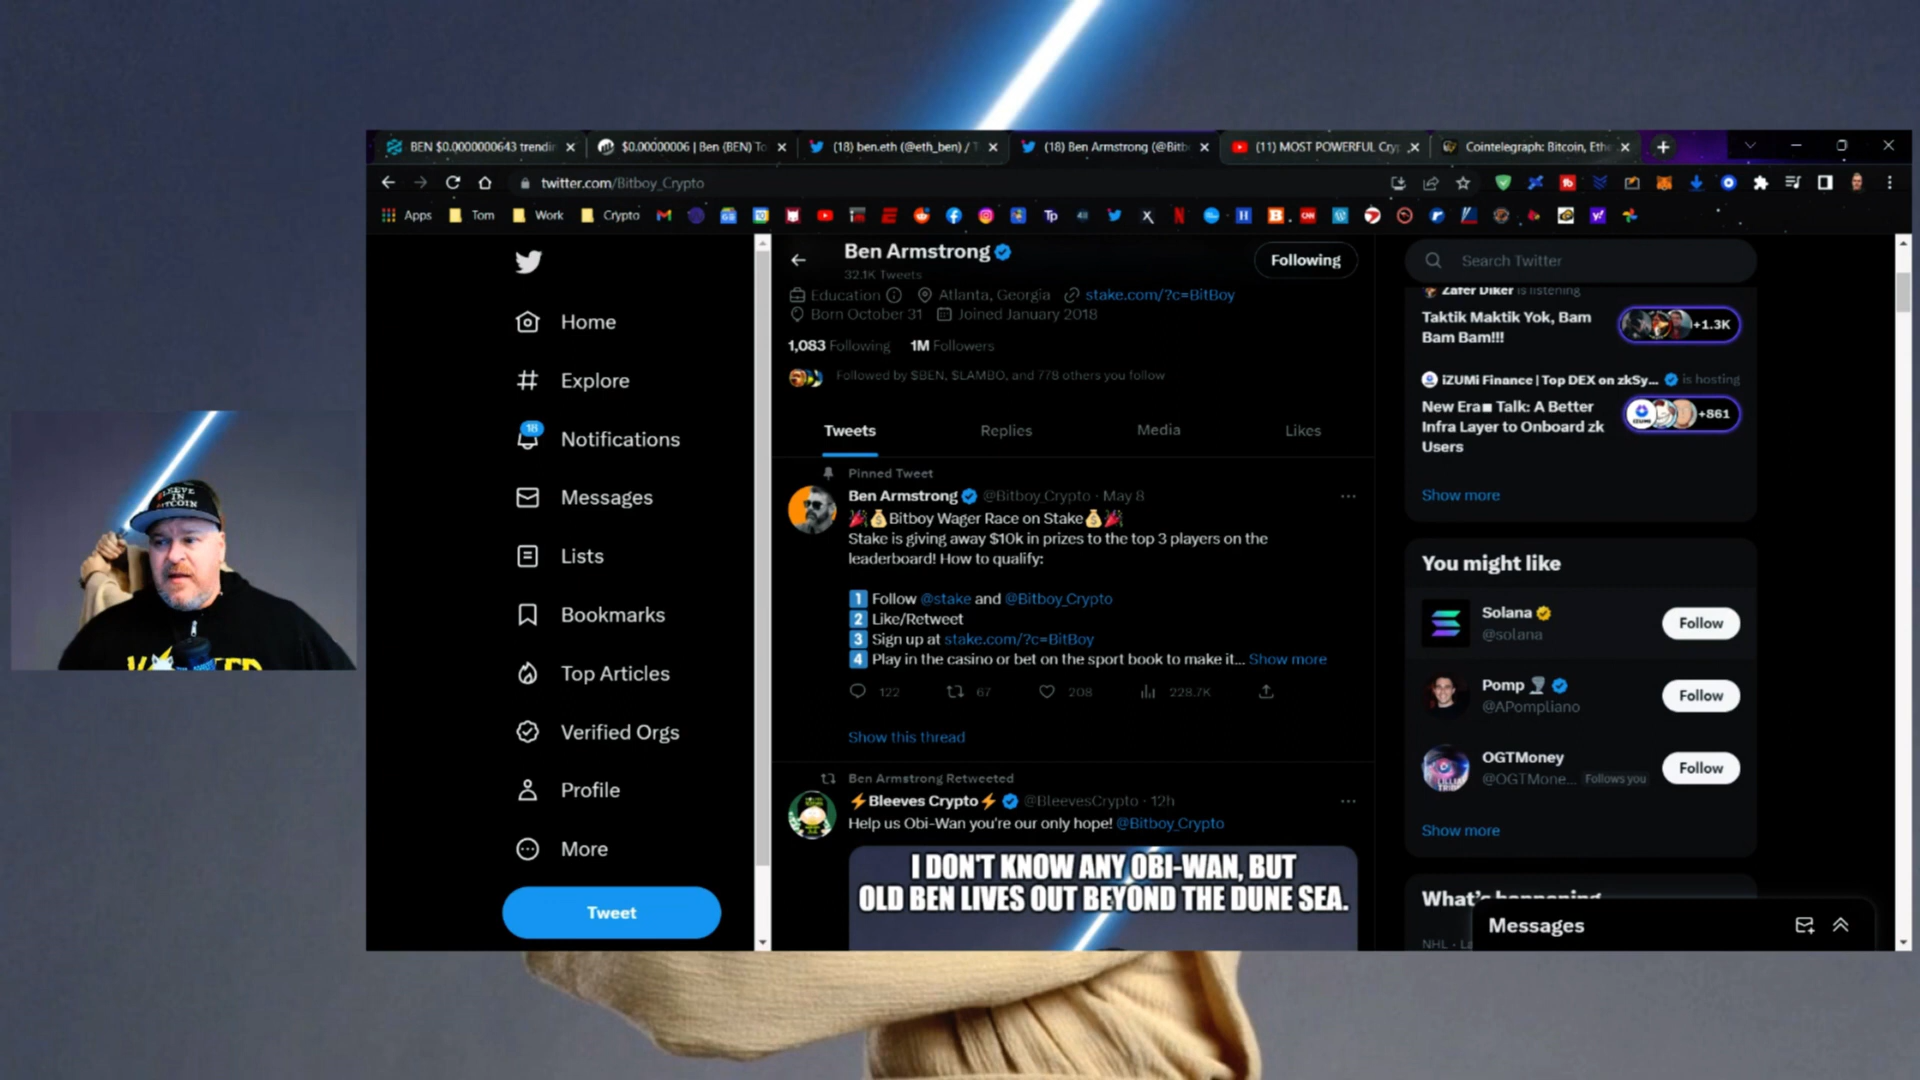 BEN $0.0000000643 trendin
$0.00000006 | Ben (BEN) To
(18) ben.eth (@eth_ben) / T
(18) Ben Armstrong (@Bitb
(11) MOST POWERFUL Cry
Cointelegraph: Bitcoin, Ethe
twitter.com/Bitboy_Crypto
Apps
Tom
Work
Crypto
Home
Explore
18
Notifications
Messages
Lists
Bookmarks
Top Articles
Verified Orgs
Profile
More
Tweet
Ben Armstrong
32.1K Tweets
Following
Education
Atlanta, Georgia
stake.com/?c=BitBoy
Born October 31
Joined January 2018
1,083 Following 1M Followers
Followed by $BEN, $LAMBO, and 778 others you follow
Tweets Replies Media Likes
Pinned Tweet
Ben Armstrong @Bitboy_Crypto · May 8
🎉💰Bitboy Wager Race on Stake💰🎉
Stake is giving away $10k in prizes to the top 3 players on the
leaderboard! How to qualify:
1 Follow @stake and @Bitboy_Crypto
2 Like/Retweet
3 Sign up at stake.com/?c=BitBoy
4 Play in the casino or bet on the sport book to make it... Show more
122 67 208 228.7K
Show this thread
Ben Armstrong Retweeted
⚡Bleeves Crypto⚡ @BleevesCrypto · 12h
Help us Obi-Wan you're our only hope! @Bitboy_Crypto
I DON'T KNOW ANY OBI-WAN, BUT
OLD BEN LIVES OUT BEYOND THE DUNE SEA.
Search Twitter
Zafer Diker is listening
Taktik Maktik Yok, Bam
Bam Bam!!!
+1.3K
iZUMi Finance | Top DEX on zkSy... is hosting
New Era■ Talk: A Better
Infra Layer to Onboard zk
Users
+861
Show more
You might like
Solana
@solana
Follow
Pomp
@APompliano
Follow
OGTMoney
@OGTMone... Follows you
Follow
Show more
What's happening
NHL · La
Messages